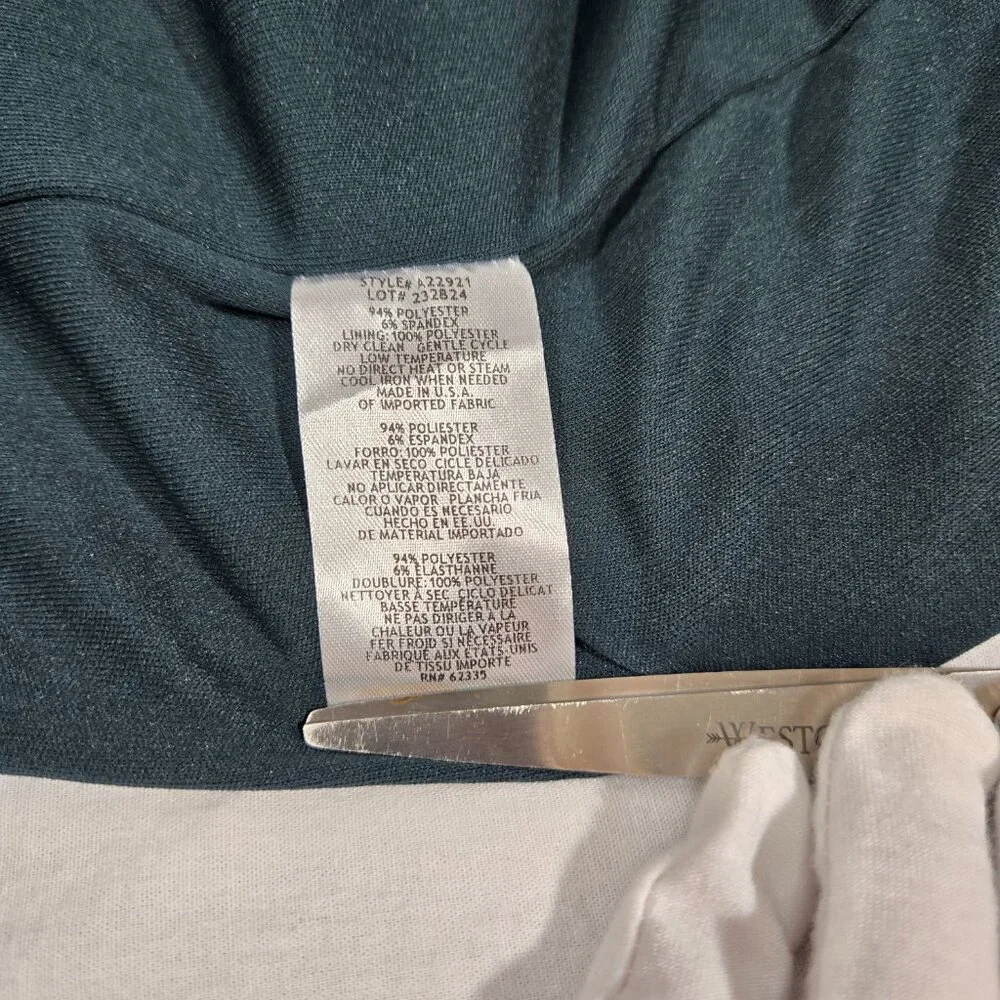 STYLE# A22921
LOT# 232824
94% POLYESTER
6% SPANDEX
LINING: 100% POLYESTER
DRY CLEAN GENTLE CYCLE
LOW TEMPERATURE
NO DIRECT HEAT OR STEAM
COOL IRON WHEN NEEDED
MADE IN U.S.A.
OF IMPORTED FABRIC
94% POLIESTER
6% ESPANDEX
FORRO: 100% POLYESTER
LAVAR EN SECO CICLE DELICADO
TEMPERATURA BAJA
NO APLICAR DIRECTAMENTE
CALOR O VAPOR PLANCHA FRIA
CUANDO ES NECESARIO
HECHO EN EE.UU.
DE MATERIAL IMPORTADO
94% POLYESTER
6% ELASTHANNE
DOUBLURE: 100% POLYESTER
NETTOYER A SEC CICLO DELICAT
BASSE TEMPÉRATURE
NE PAS DIRIGER A LA
CHALEUR OU LA VAPEUR
FER FROID SI NÉCESSAIRE
FABRIQUE AUX ETATS-UNIS
DE TISSU IMPORTE
RN# 62335